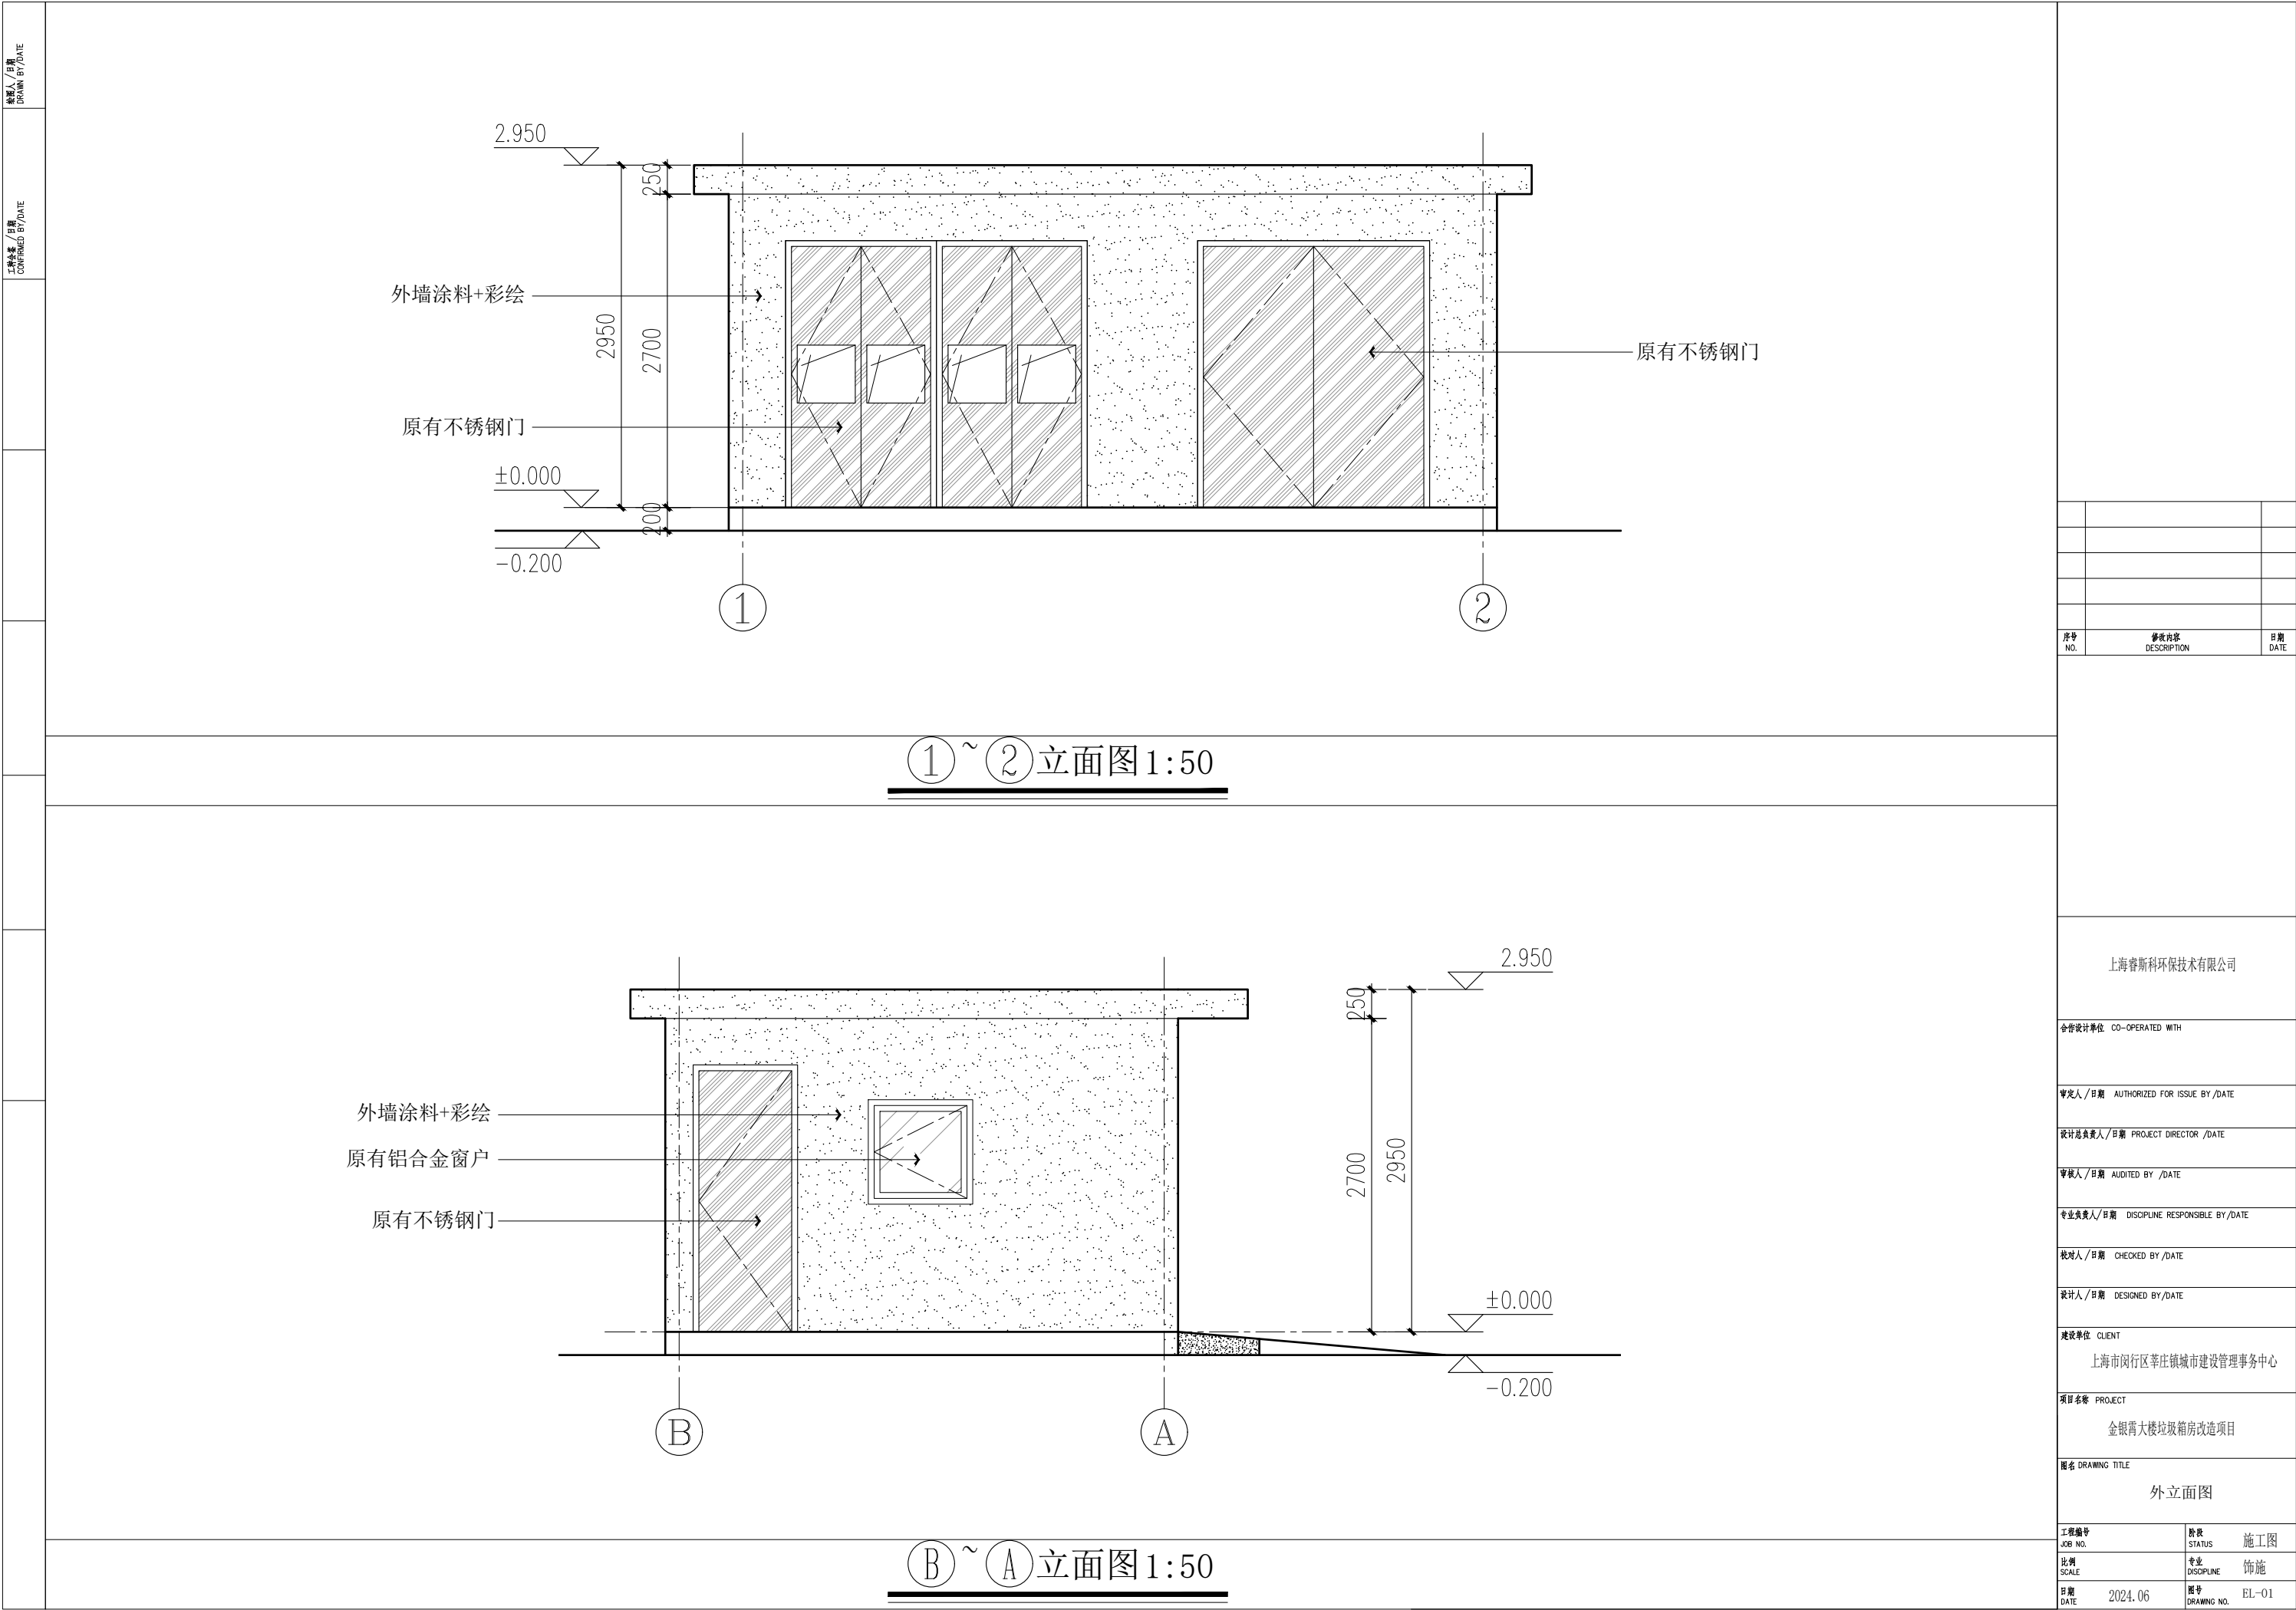 绘图人/日期
DRAWN BY/DATE
工种会签/日期
CONFIRMED BY/DATE
2.950
250
外墙涂料+彩绘
2950
2700
原有不锈钢门
原有不锈钢门
±0.000
200
-0.200
1
2
1~2立面图1:50
2.950
250
外墙涂料+彩绘
原有铝合金窗户
原有不锈钢门
2700
2950
±0.000
-0.200
B
A
B~A立面图1:50
序号 修改内容 日期
NO. DESCRIPTION DATE
上海睿斯科环保技术有限公司
合作设计单位 CO-OPERATED WITH
审定人/日期 AUTHORIZED FOR ISSUE BY/DATE
设计总负责人/日期 PROJECT DIRECTOR /DATE
审核人/日期 AUDITED BY /DATE
专业负责人/日期 DISCIPLINE RESPONSIBLE BY/DATE
校对人/日期 CHECKED BY/DATE
设计人/日期 DESIGNED BY/DATE
建设单位 CLIENT
上海市闵行区莘庄镇城市建设管理事务中心
项目名称 PROJECT
金银霄大楼垃圾箱房改造项目
图名 DRAWING TITLE
外立面图
工程编号
JOB NO.
阶段
STATUS
施工图
比例
SCALE
专业
DISCIPLINE
饰施
日期
DATE
2024.06
图号
DRAWING NO.
EL-01